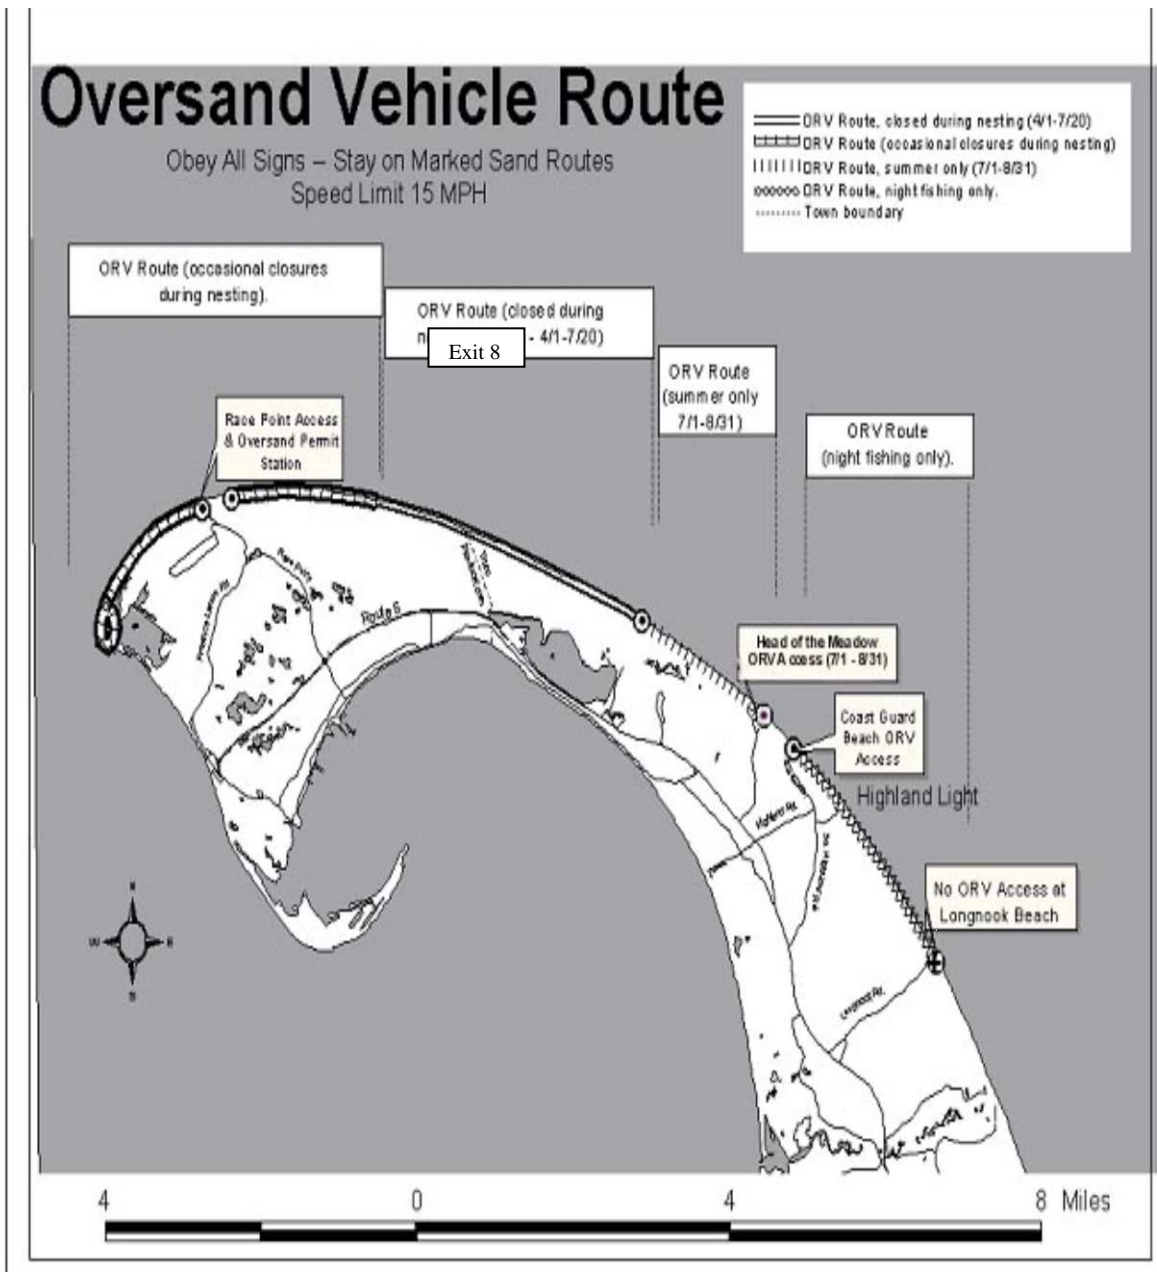 Oversand Vehicle Route
Obey All Signs – Stay on Marked Sand Routes
Speed Limit 15 MPH
ORV Route, closed during nesting (4/1-7/20)
ORV Route (occasional closures during nesting)
ORV Route, summer only (7/1-8/31)
ORV Route, night fishing only.
Town boundary
ORV Route (occasional closures
during nesting).
ORV Route (closed during
- 4/1-7/20)
Exit 8
ORV Route
(summer only
7/1-8/31)
ORV Route
(night fishing only).
Race Point Access
& Oversand Permit
Station
Route 6
Head of the Meadow
ORV Access (7/1 - 8/31)
Coast Guard
Beach ORV
Access
Highland Light
Highland Rd.
No ORV Access at
Longnook Beach
Longnook Rd.
N
W
E
S
4 0 4 8 Miles